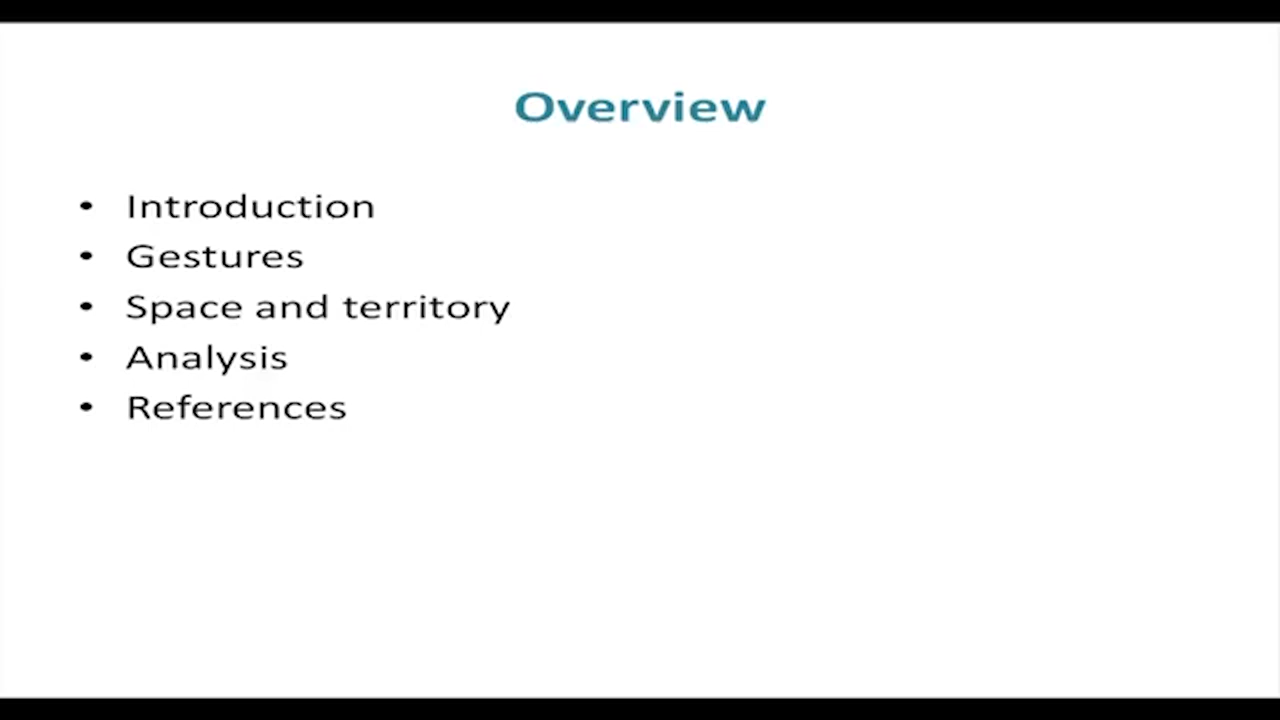 Overview
• Introduction
• Gestures
• Space and territory
• Analysis
• References